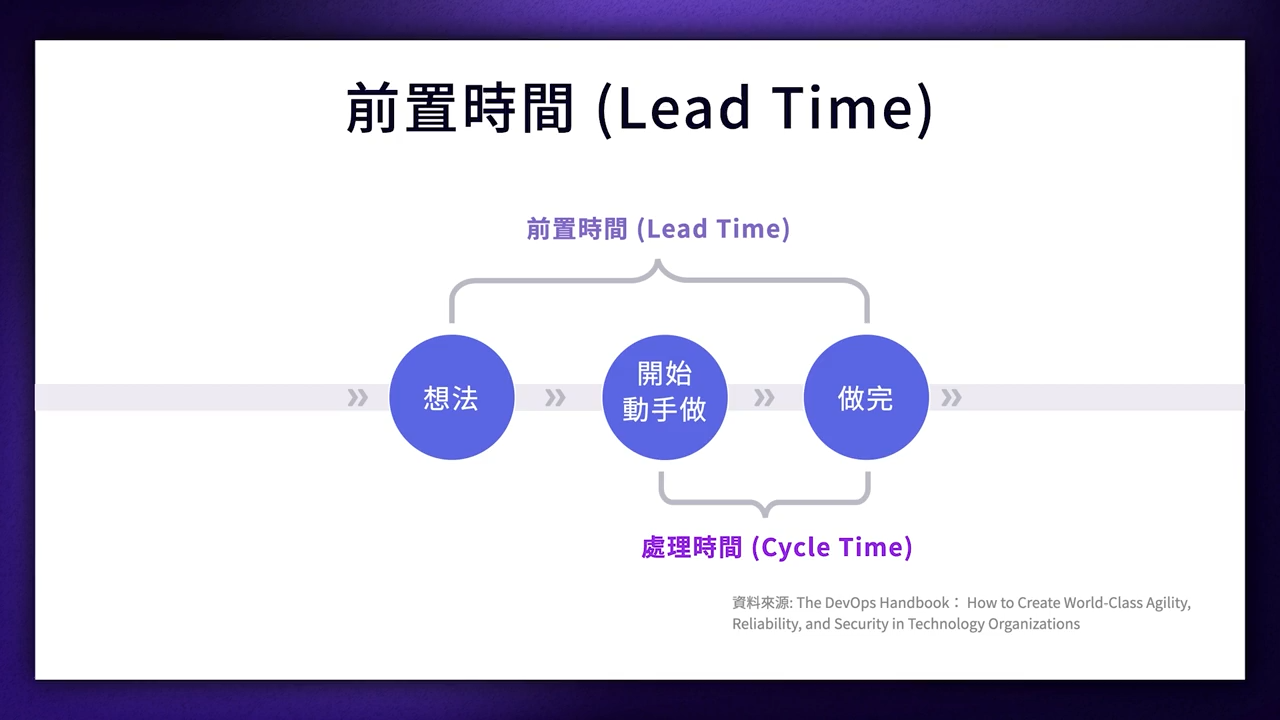 前置時間 (Lead Time)
前置時間 (Lead Time)
想法
開始
動手做
做完
處理時間 (Cycle Time)
資料來源: The DevOps Handbook： How to Create World-Class Agility,
Reliability, and Security in Technology Organizations